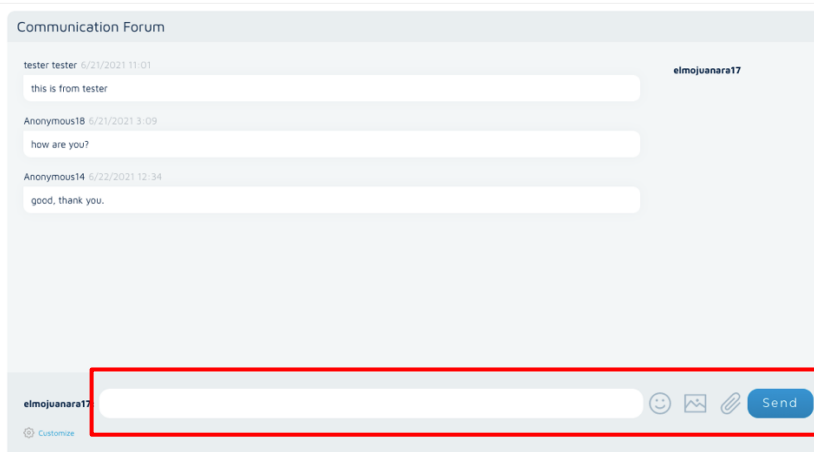 Communication Forum
tester tester 6/21/2021 11:01
elmojuanara17
this is from tester
Anonymous18 6/21/2021 3:09
how are you?
Anonymous14 6/22/2021 12:34
good, thank you.
elmojuanara17:
Send
Customize